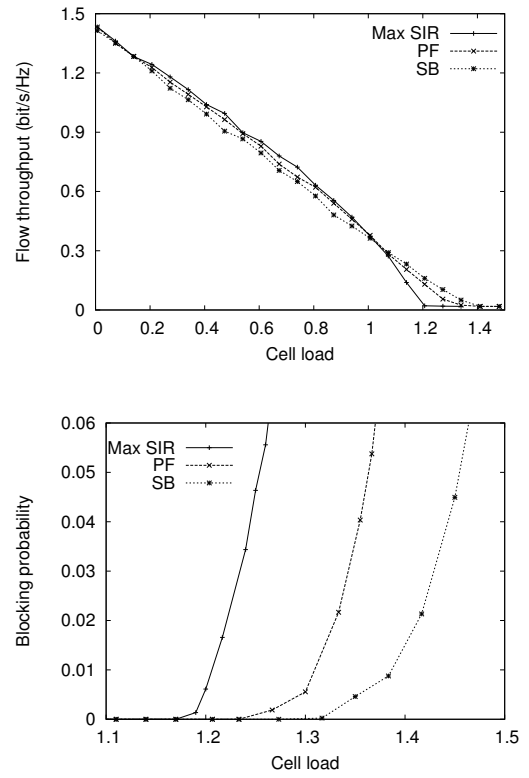 1.5
1.2
0.9
0.6
0.3
0
Flow throughput (bit/s/Hz)
Max SIR
PF
SB
0 0.2 0.4 0.6 0.8 1 1.2 1.4
Cell load
0.06
0.05
0.04
0.03
0.02
0.01
0
Blocking probability
Max SIR
PF
SB
1.1 1.2 1.3 1.4 1.5
Cell load